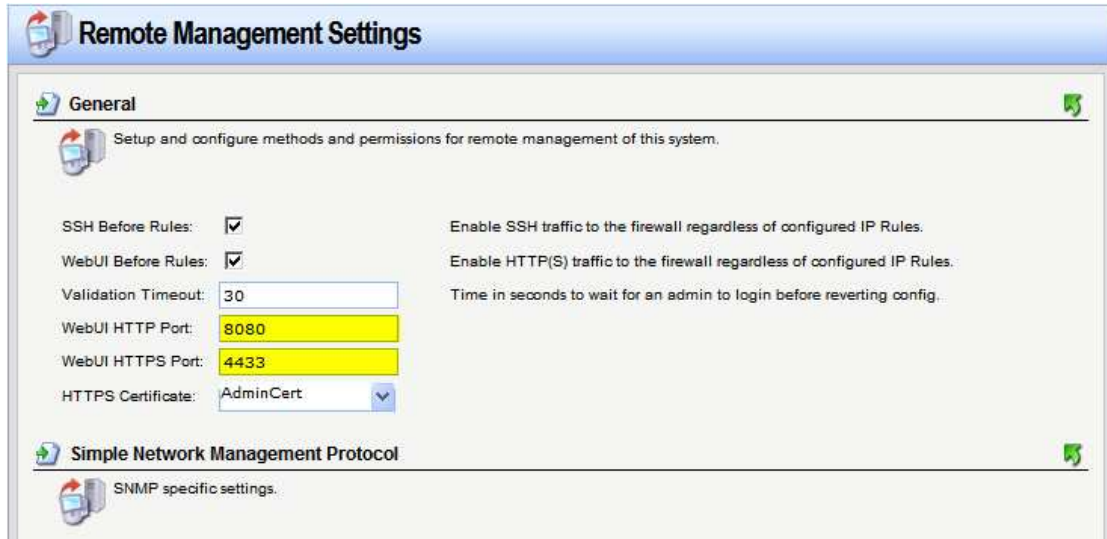 Remote Management Settings
General
Setup and configure methods and permissions for remote management of this system.
SSH Before Rules: Enable SSH traffic to the firewall regardless of configured IP Rules.
WebUI Before Rules: Enable HTTP(S) traffic to the firewall regardless of configured IP Rules.
Validation Timeout: 30 Time in seconds to wait for an admin to login before reverting config.
WebUI HTTP Port: 8080
WebUI HTTPS Port: 4433
HTTPS Certificate: AdminCert
Simple Network Management Protocol
SNMP specific settings.